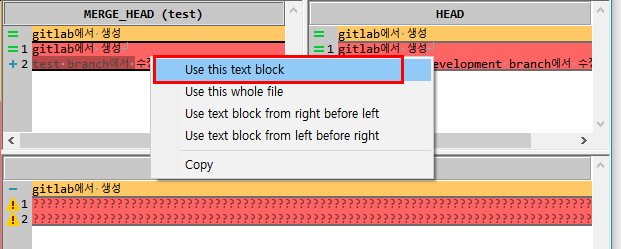 MERGE_HEAD (test)
HEAD
gitlab에서 생성
1 gitlab에서 생성
2 test branch에서 수정
gitlab에서 생성
1 gitlab에서 생성
2 development branch에서 수정
Use this text block
Use this whole file
Use text block from right before left
Use text block from left before right
Copy
gitlab에서 생성
1 ????????????????????????????????????????????????????????????????????????????????
2 ????????????????????????????????????????????????????????????????????????????????